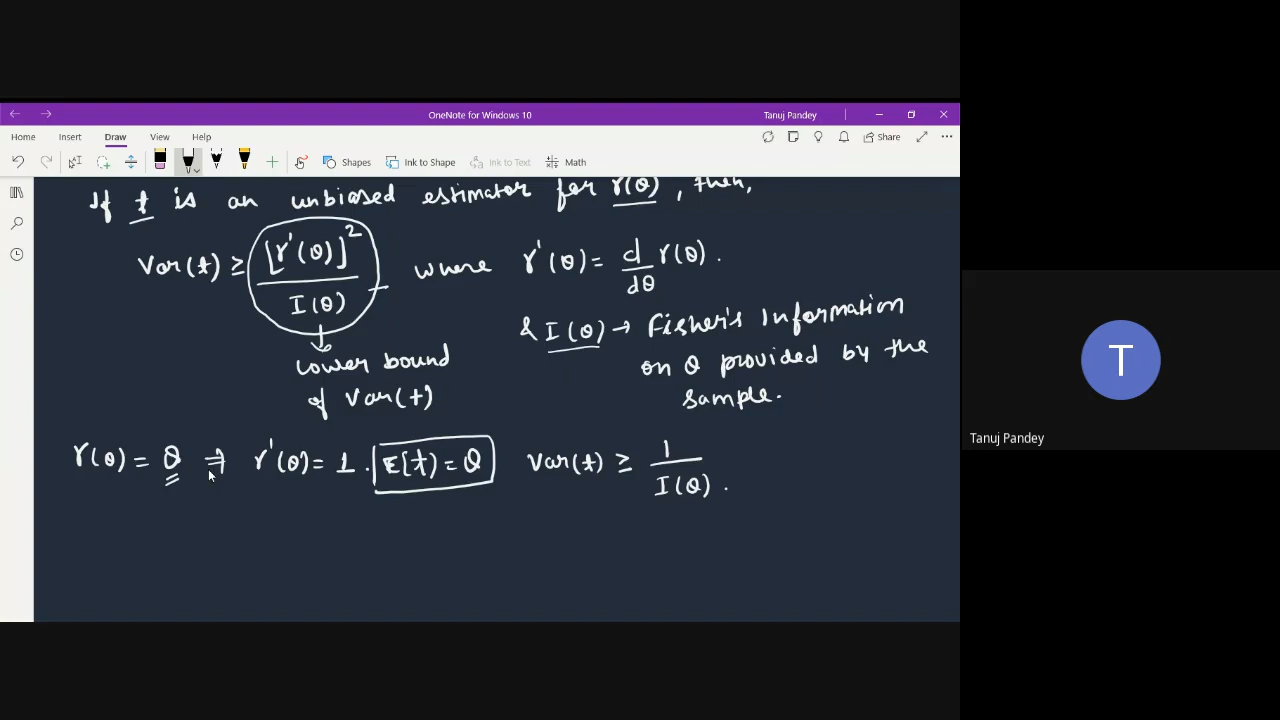 OneNote for Windows 10
Tanuj Pandey
Home Insert Draw View Help
Share
Shapes Ink to Shape Ink to Text Math
If t is an unbiased estimator for γ(θ), then,
Var(t) ≥ [γ'(θ)]² / I(θ) where γ'(θ) = d/dθ γ(θ).
& I(θ) → Fisher's Information
on θ provided by the
sample.
Lower bound
of Var(t)
γ(θ) = θ ⇒ γ'(θ) = 1. E[t] = θ Var(t) ≥ 1 / I(θ).
T
Tanuj Pandey